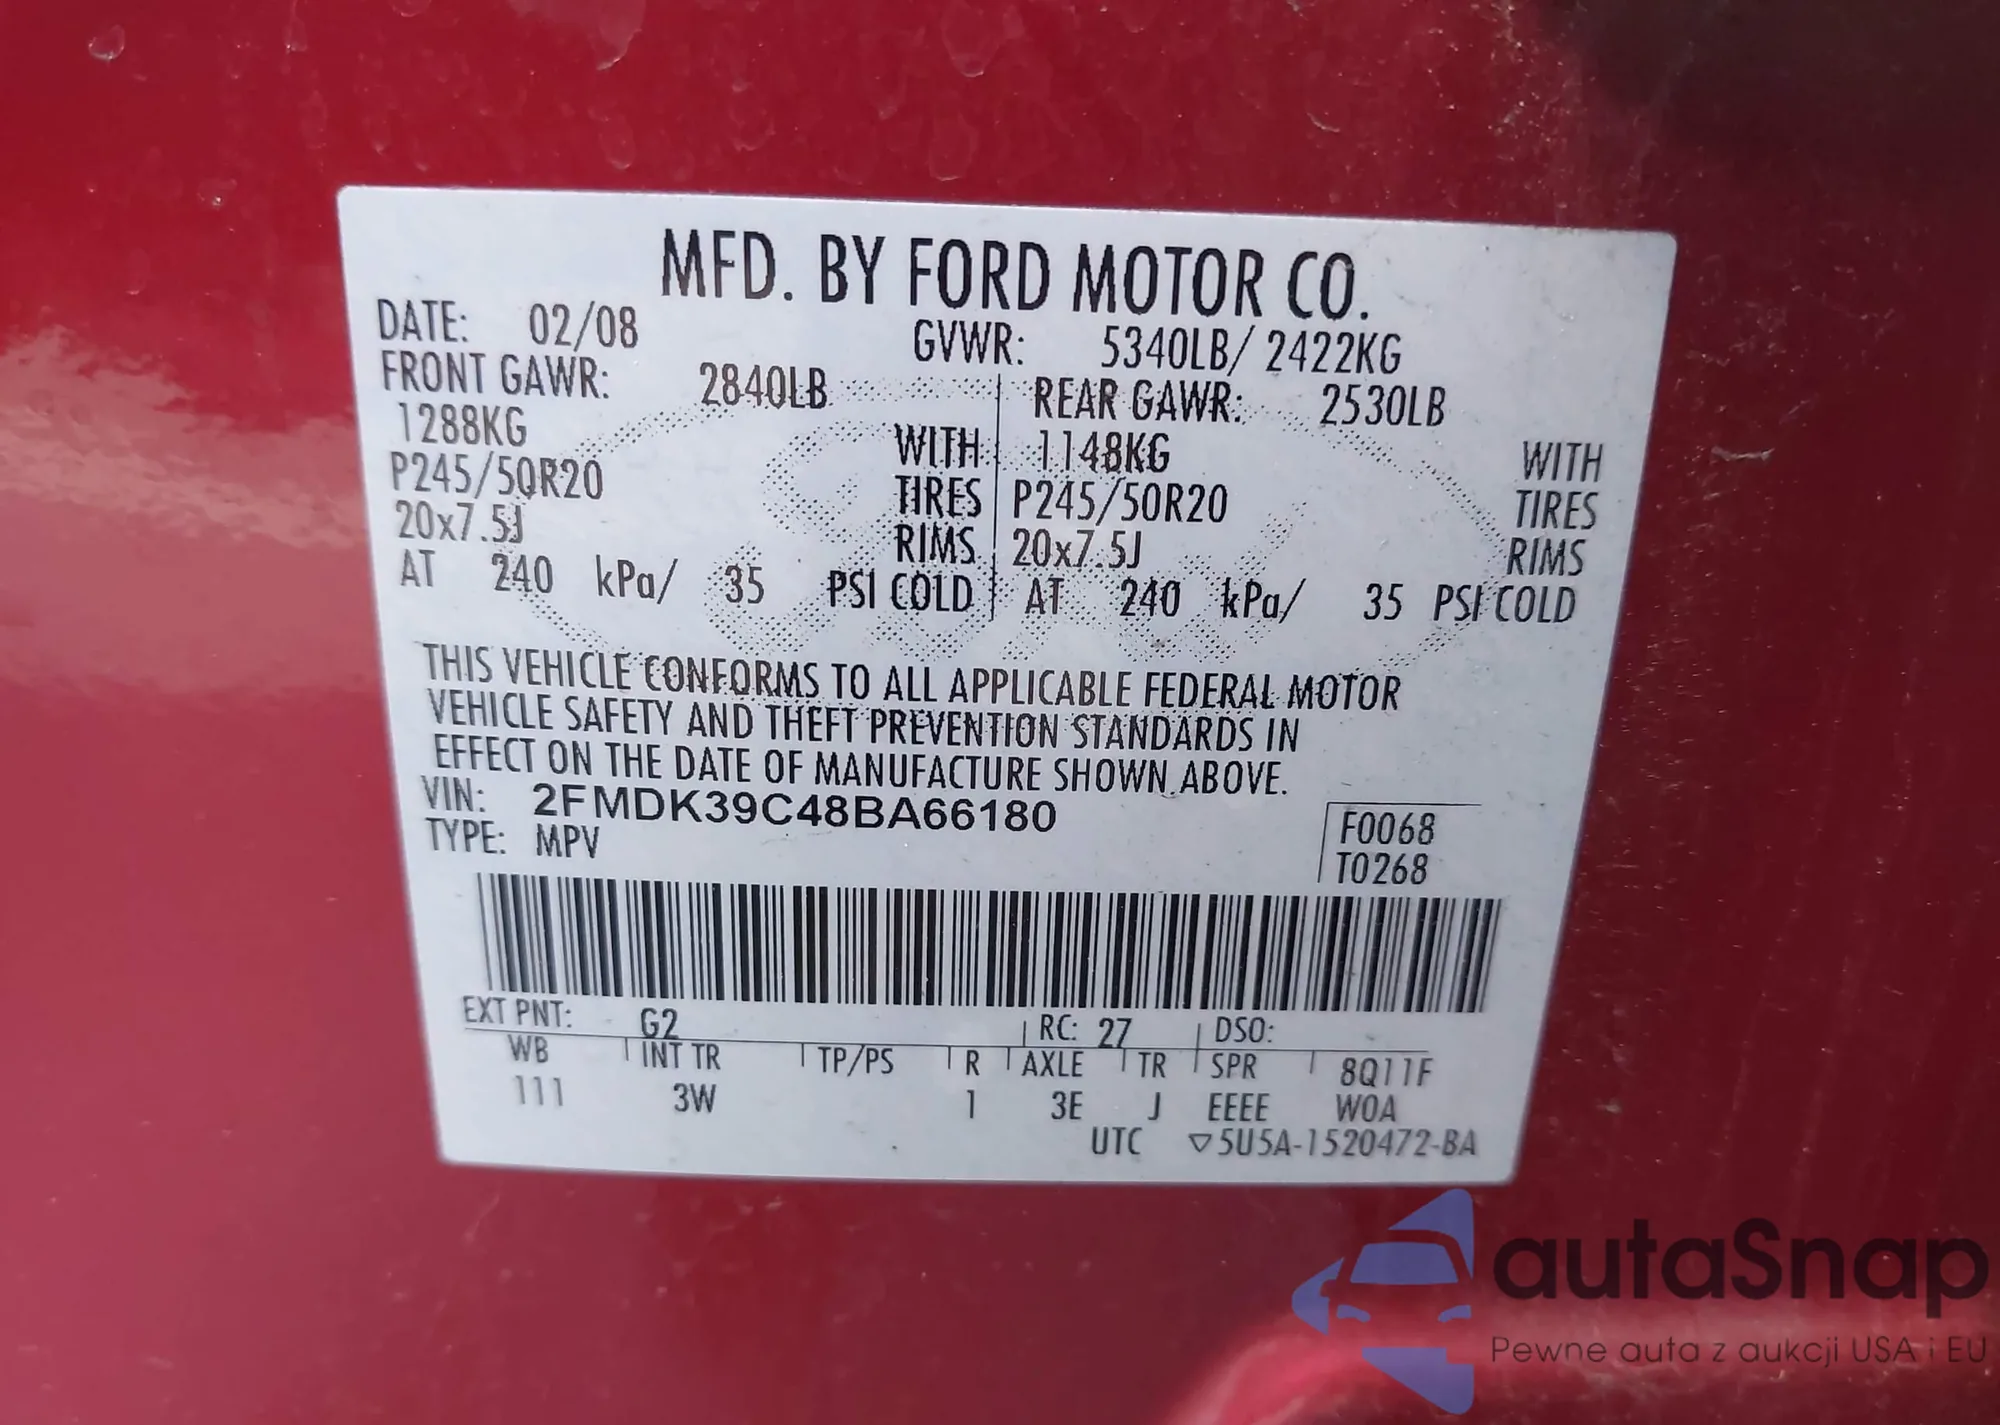 MFD. BY FORD MOTOR CO.
DATE: 02/08 GVWR: 5340LB/ 2422KG
FRONT GAWR: 2840LB REAR GAWR: 2530LB
1288KG WITH 1148KG WITH
P245/50R20 TIRES P245/50R20 TIRES
20x7.5J RIMS 20x7.5J RIMS
AT 240 kPa/ 35 PSI COLD AT 240 kPa/ 35 PSI COLD
THIS VEHICLE CONFORMS TO ALL APPLICABLE FEDERAL MOTOR
VEHICLE SAFETY AND THEFT PREVENTION STANDARDS IN
EFFECT ON THE DATE OF MANUFACTURE SHOWN ABOVE.
VIN: 2FMDK39C48BA66180
TYPE: MPV
F0068
T0268
EXT PNT: G2 RC: 27 DSO:
WB INT TR TP/PS R AXLE TR SPR 8Q11F
111 3W 1 3E J EEEE WOA
UTC ▽5U5A-1520472-BA
autaSnap
Pewne auta z aukcji USA i EU